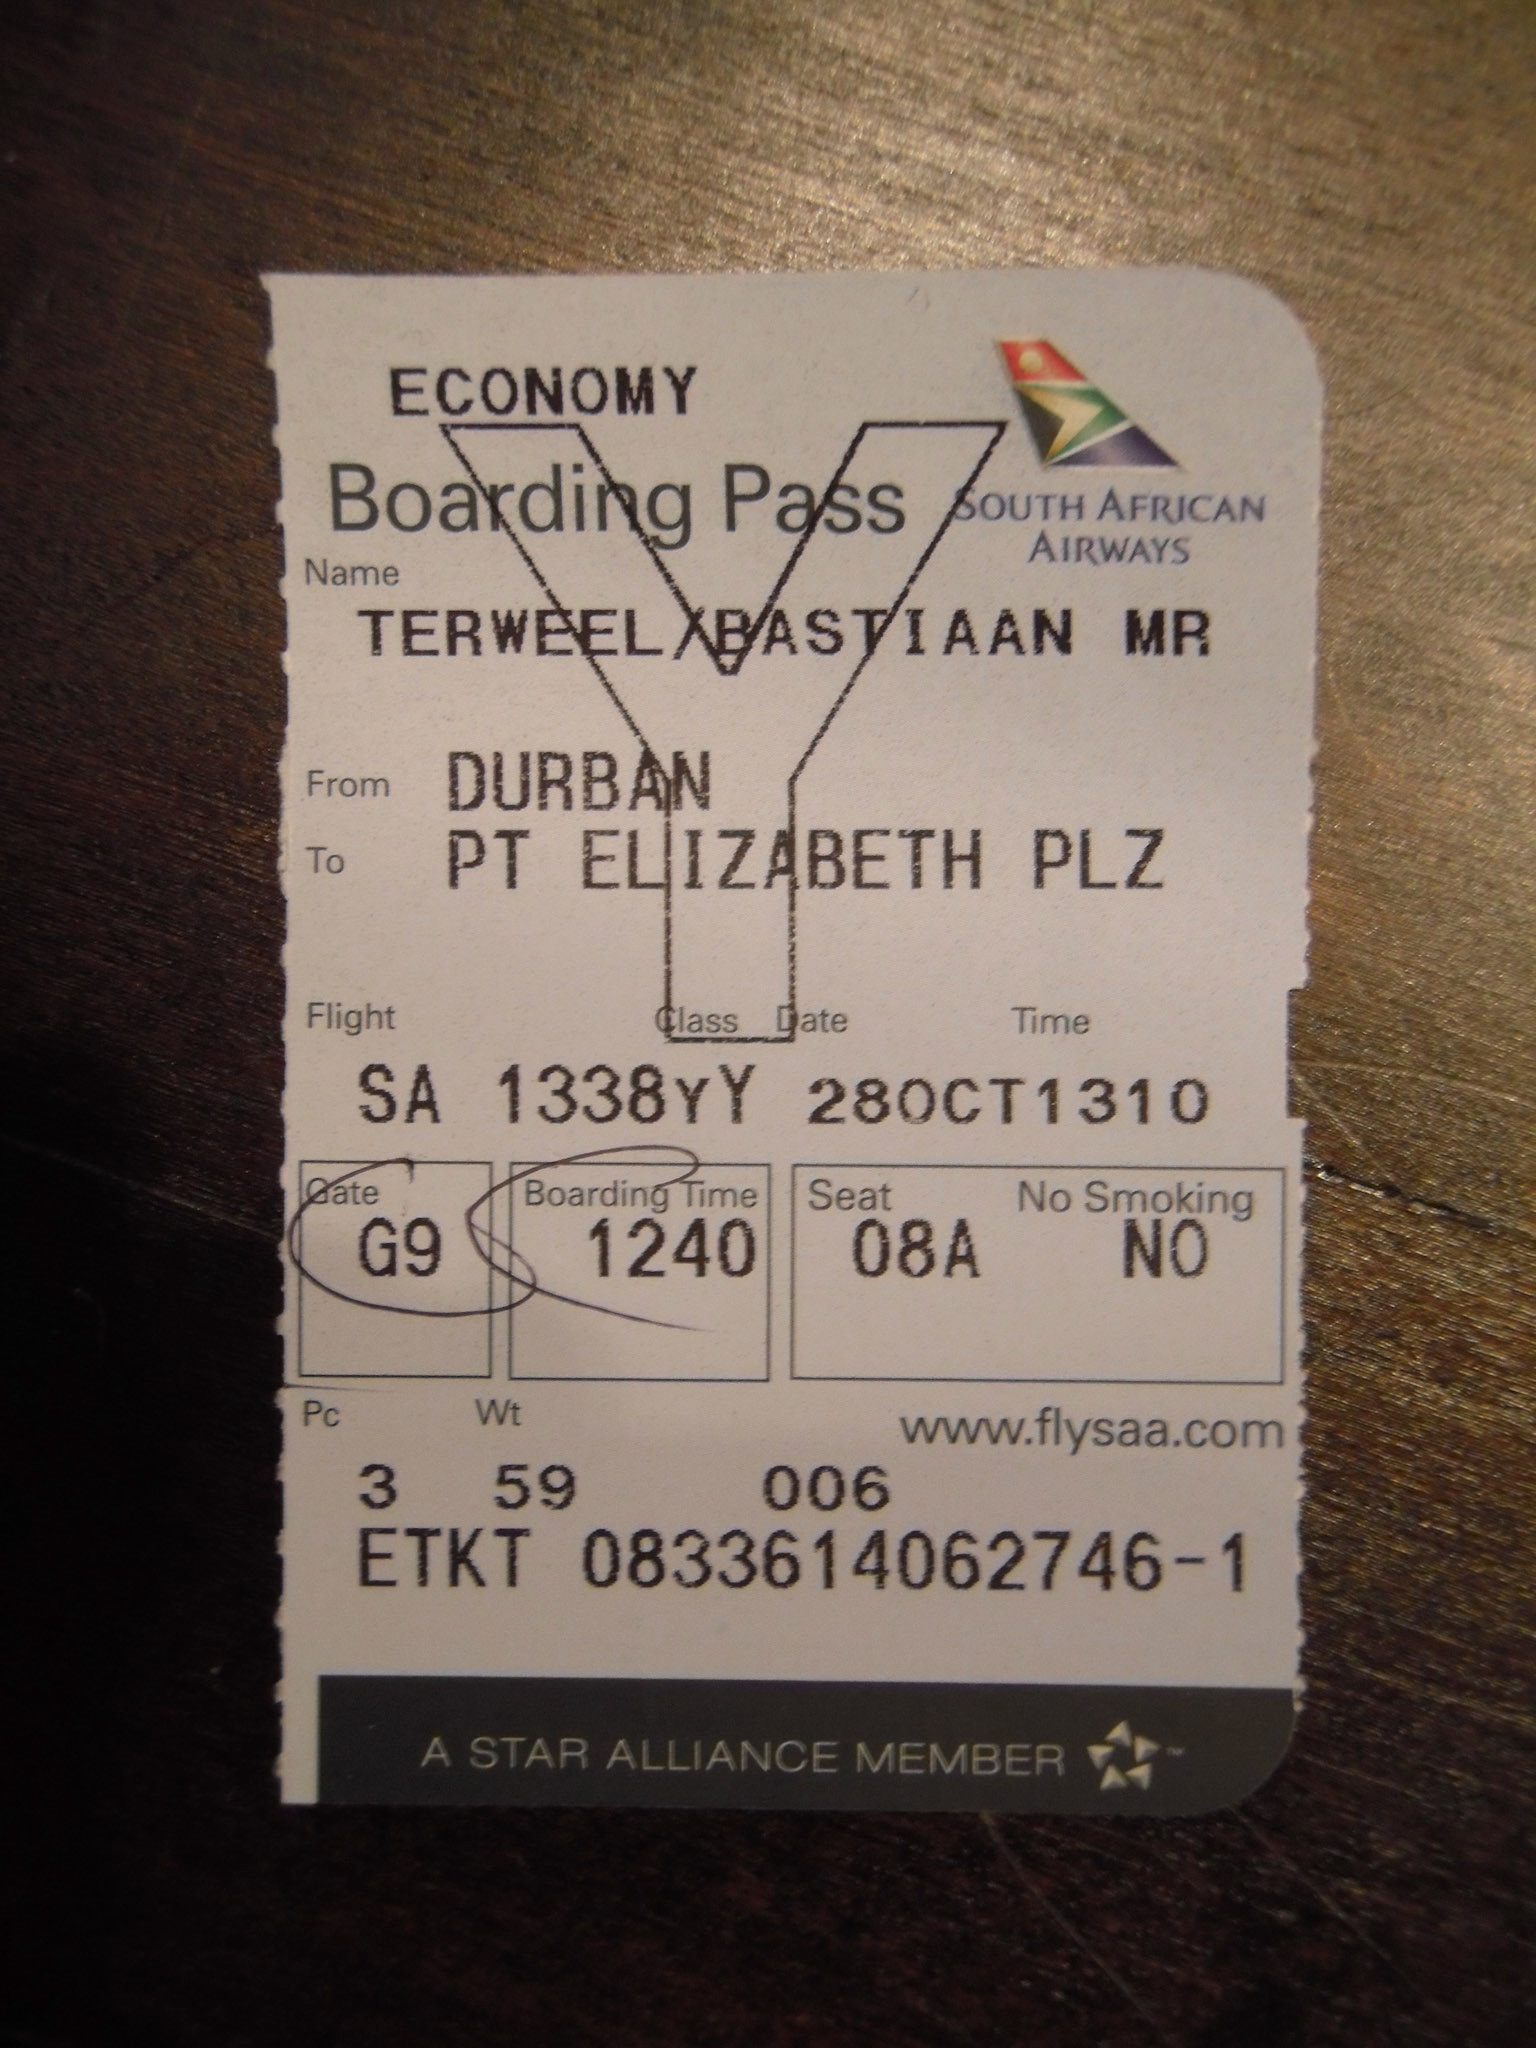 ECONOMY
Y
Boarding Pass
SOUTH AFRICAN
AIRWAYS
Name
TERWEEL/BASTIAAN MR
From DURBAN
To PT ELIZABETH PLZ
Flight Class Date Time
SA 1338YY 28OCT1310
Gate Boarding Time Seat No Smoking
G9 1240 08A NO
Pc Wt www.flysaa.com
3 59 006
ETKT 0833614062746-1
A STAR ALLIANCE MEMBER ™